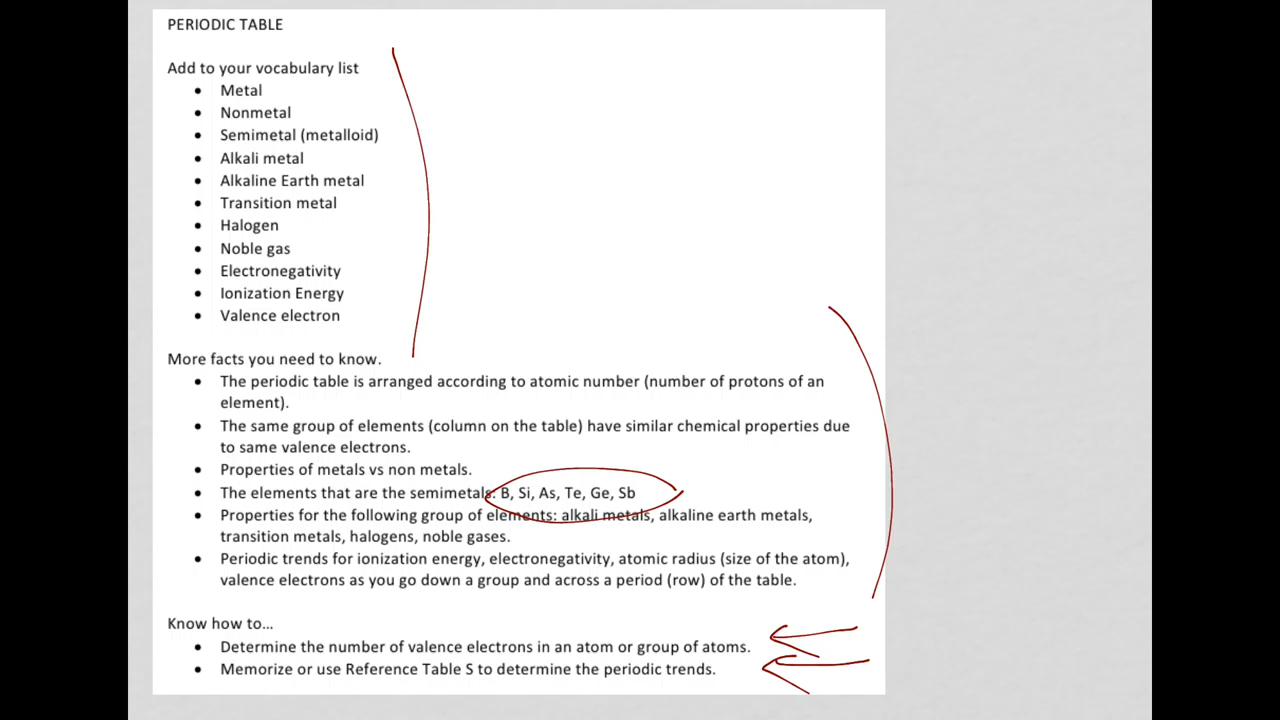 PERIODIC TABLE
Add to your vocabulary list
• Metal
• Nonmetal
• Semimetal (metalloid)
• Alkali metal
• Alkaline Earth metal
• Transition metal
• Halogen
• Noble gas
• Electronegativity
• Ionization Energy
• Valence electron
More facts you need to know.
• The periodic table is arranged according to atomic number (number of protons of an
element).
• The same group of elements (column on the table) have similar chemical properties due
to same valence electrons.
• Properties of metals vs non metals.
• The elements that are the semimetals: B, Si, As, Te, Ge, Sb
• Properties for the following group of elements: alkali metals, alkaline earth metals,
transition metals, halogens, noble gases.
• Periodic trends for ionization energy, electronegativity, atomic radius (size of the atom),
valence electrons as you go down a group and across a period (row) of the table.
Know how to…
• Determine the number of valence electrons in an atom or group of atoms.
• Memorize or use Reference Table S to determine the periodic trends.